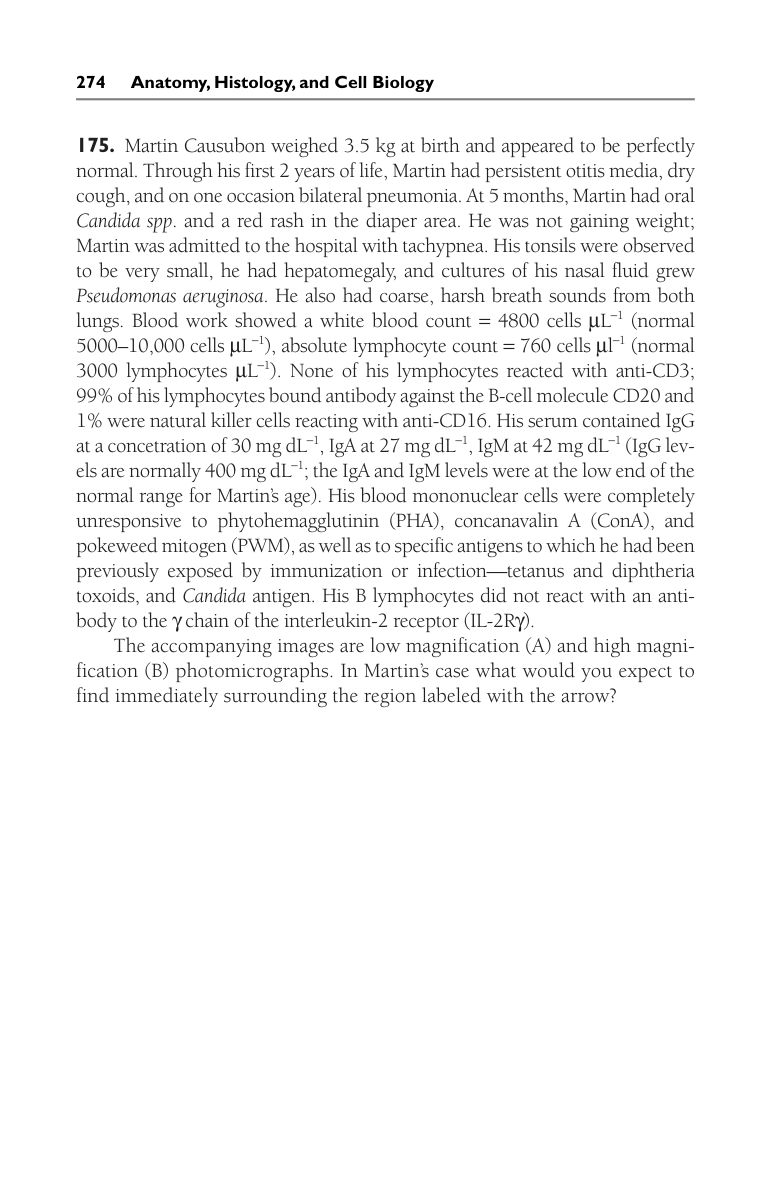 274 Anatomy, Histology, and Cell Biology
175. Martin Causubon weighed 3.5 kg at birth and appeared to be perfectly
normal. Through his first 2 years of life, Martin had persistent otitis media, dry
cough, and on one occasion bilateral pneumonia. At 5 months, Martin had oral
Candida spp. and a red rash in the diaper area. He was not gaining weight;
Martin was admitted to the hospital with tachypnea. His tonsils were observed
to be very small, he had hepatomegaly, and cultures of his nasal fluid grew
Pseudomonas aeruginosa. He also had coarse, harsh breath sounds from both
lungs. Blood work showed a white blood count = 4800 cells μL⁻¹ (normal
5000–10,000 cells μL⁻¹), absolute lymphocyte count = 760 cells μl⁻¹ (normal
3000 lymphocytes μL⁻¹). None of his lymphocytes reacted with anti-CD3;
99% of his lymphocytes bound antibody against the B-cell molecule CD20 and
1% were natural killer cells reacting with anti-CD16. His serum contained IgG
at a concetration of 30 mg dL⁻¹, IgA at 27 mg dL⁻¹, IgM at 42 mg dL⁻¹ (IgG lev-
els are normally 400 mg dL⁻¹; the IgA and IgM levels were at the low end of the
normal range for Martin's age). His blood mononuclear cells were completely
unresponsive to phytohemagglutinin (PHA), concanavalin A (ConA), and
pokeweed mitogen (PWM), as well as to specific antigens to which he had been
previously exposed by immunization or infection—tetanus and diphtheria
toxoids, and Candida antigen. His B lymphocytes did not react with an anti-
body to the γ chain of the interleukin-2 receptor (IL-2Rγ).
The accompanying images are low magnification (A) and high magni-
fication (B) photomicrographs. In Martin's case what would you expect to
find immediately surrounding the region labeled with the arrow?